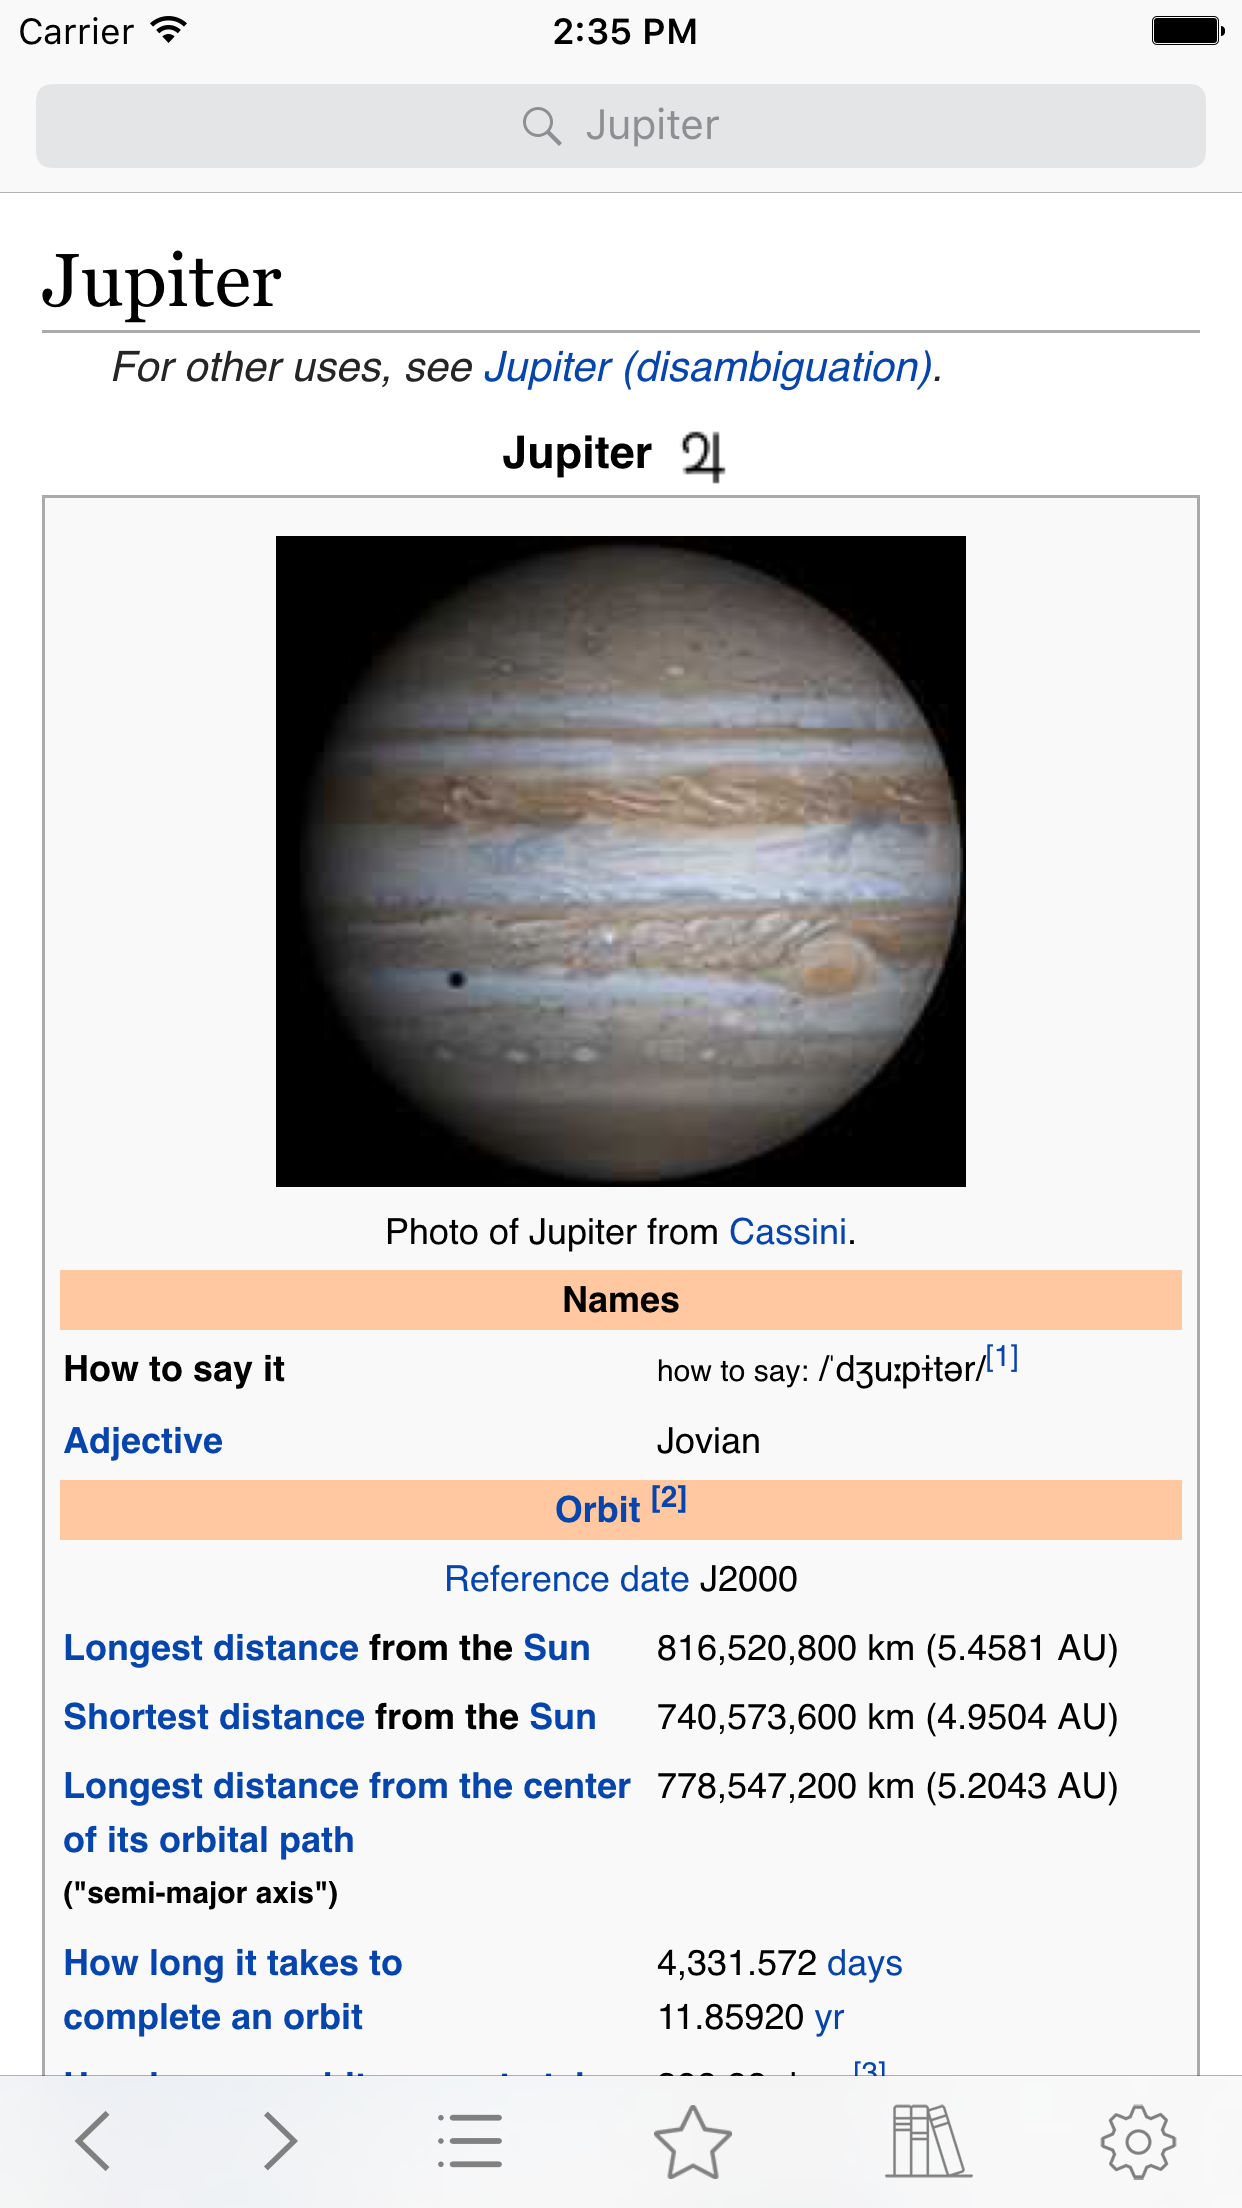 Carrier 2:35 PM
Jupiter
Jupiter
For other uses, see Jupiter (disambiguation).
Jupiter ♃
Photo of Jupiter from Cassini.
Names
How to say it how to say: /ˈdʒuːpɨtər/[1]
Adjective Jovian
Orbit [2]
Reference date J2000
Longest distance from the Sun 816,520,800 km (5.4581 AU)
Shortest distance from the Sun 740,573,600 km (4.9504 AU)
Longest distance from the center 778,547,200 km (5.2043 AU)
of its orbital path
("semi-major axis")
How long it takes to 4,331.572 days
complete an orbit 11.85920 yr
[3]